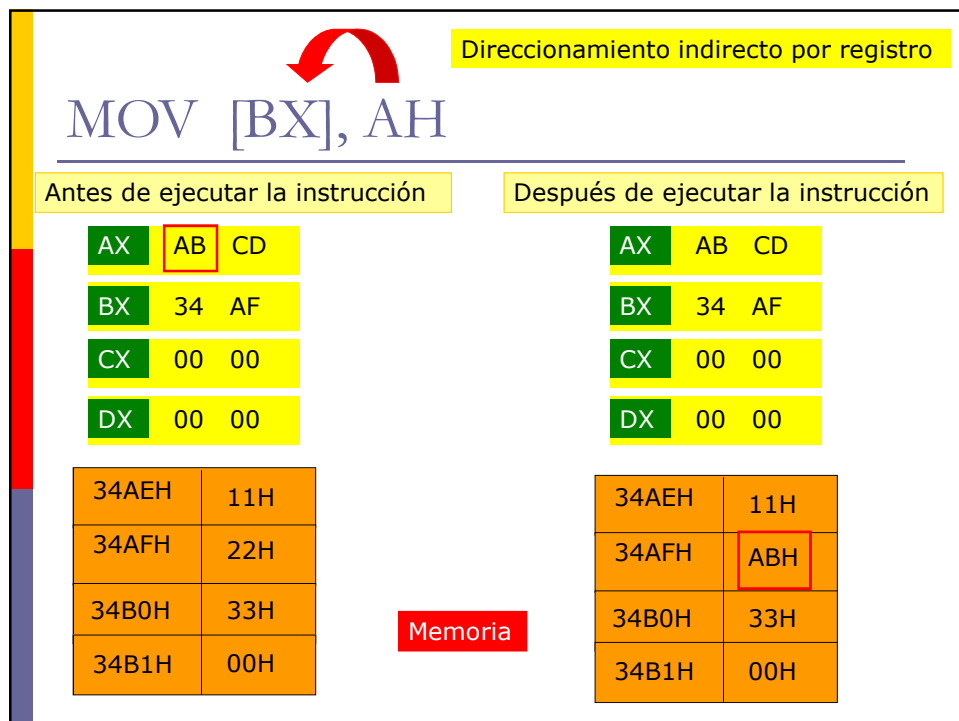 Direccionamiento indirecto por registro
MOV [BX], AH
Antes de ejecutar la instrucción
AX AB CD
BX 34 AF
CX 00 00
DX 00 00
34AEH 11H
34AFH 22H
34B0H 33H
34B1H 00H
Memoria
Después de ejecutar la instrucción
AX AB CD
BX 34 AF
CX 00 00
DX 00 00
34AEH 11H
34AFH ABH
34B0H 33H
34B1H 00H